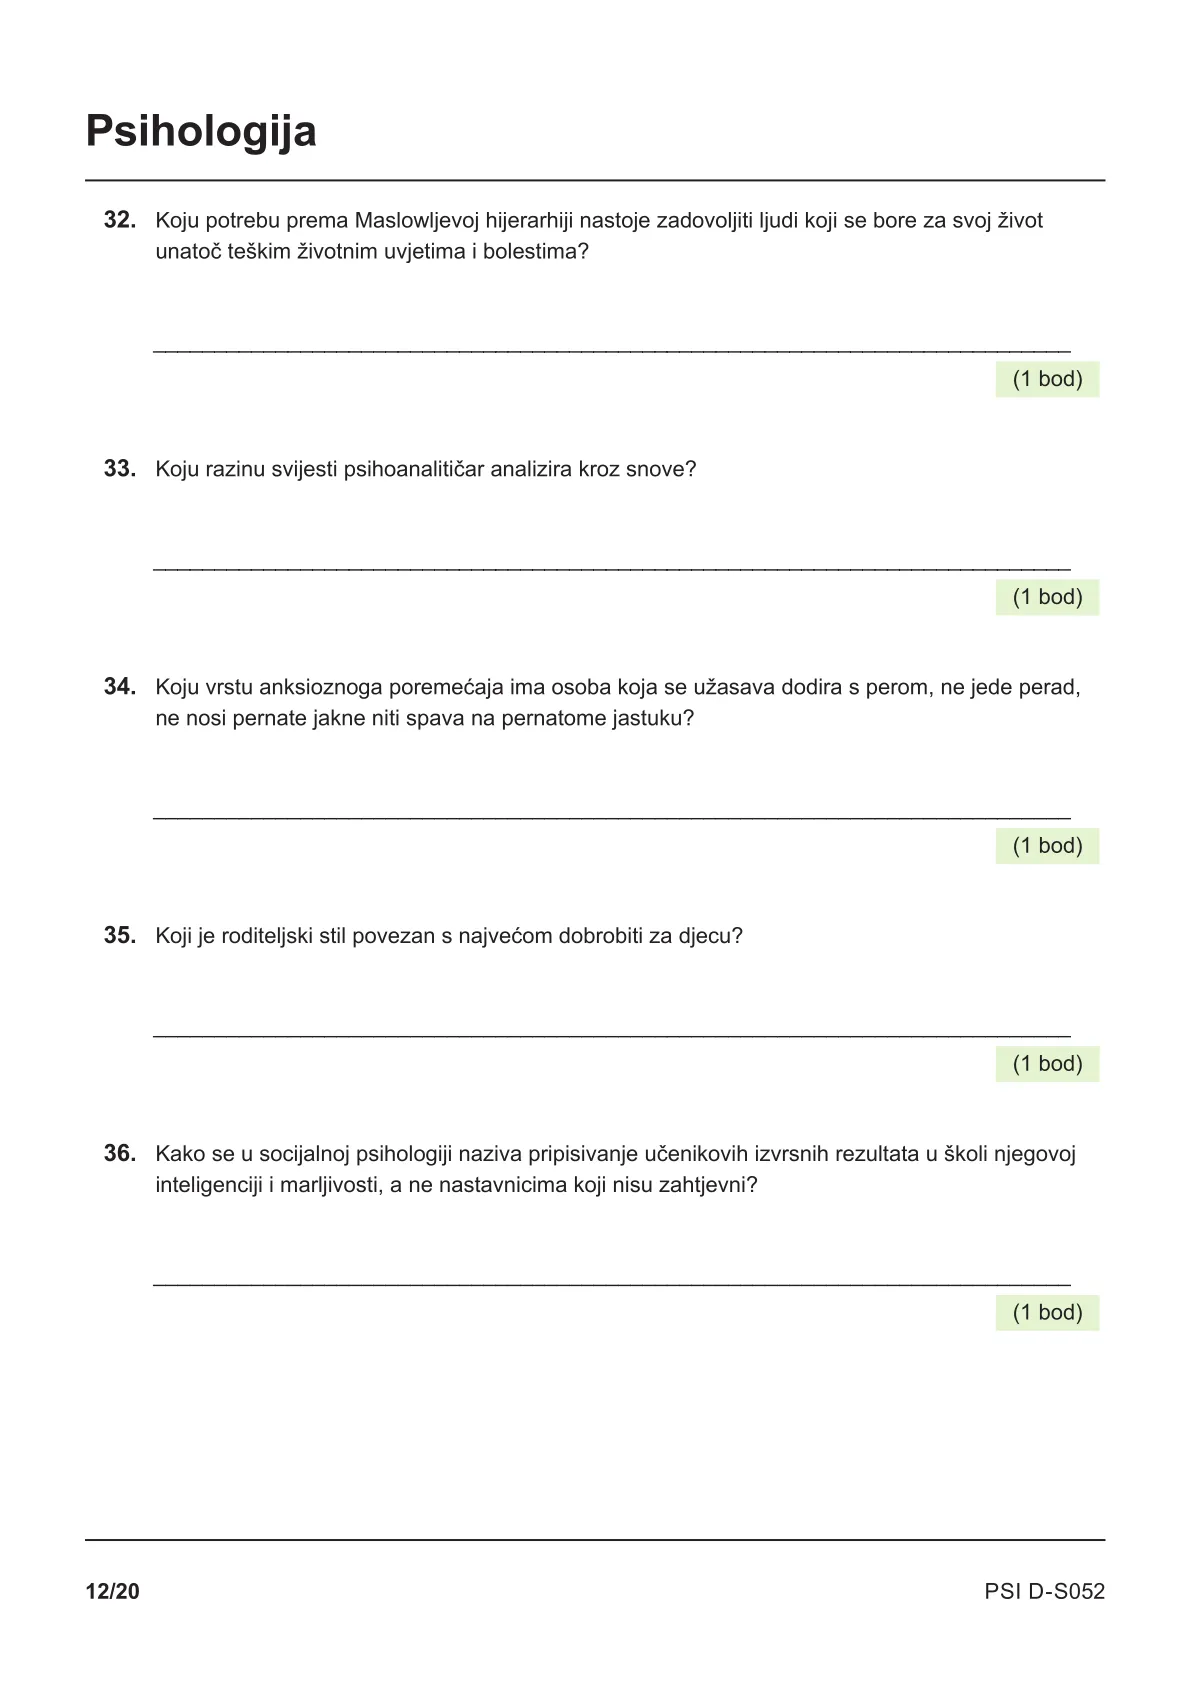 Psihologija
32. Koju potrebu prema Maslowljevoj hijerarhiji nastoje zadovoljiti ljudi koji se bore za svoj život
unatoč teškim životnim uvjetima i bolestima?
(1 bod)
33. Koju razinu svijesti psihoanalitičar analizira kroz snove?
(1 bod)
34. Koju vrstu anksioznoga poremećaja ima osoba koja se užasava dodira s perom, ne jede perad,
ne nosi pernate jakne niti spava na pernatome jastuku?
(1 bod)
35. Koji je roditeljski stil povezan s najvećom dobrobiti za djecu?
(1 bod)
36. Kako se u socijalnoj psihologiji naziva pripisivanje učenikovih izvrsnih rezultata u školi njegovoj
inteligenciji i marljivosti, a ne nastavnicima koji nisu zahtjevni?
(1 bod)
12/20 PSI D-S052